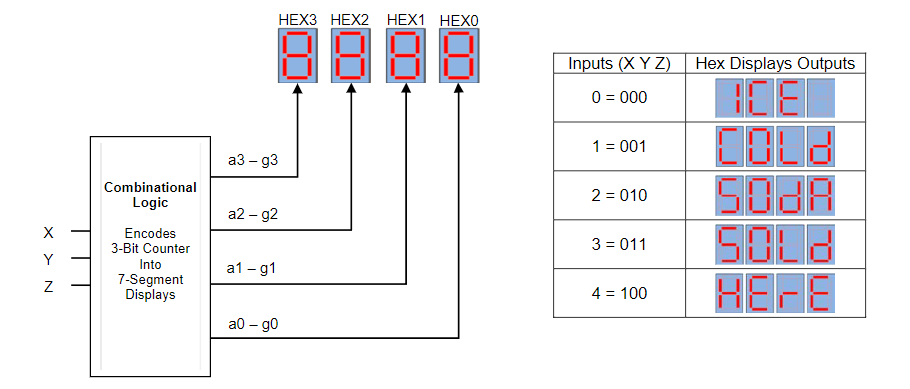 HEX3 HEX2 HEX1 HEX0
a3 – g3
a2 – g2
a1 – g1
a0 – g0
X
Y
Z
Combinational
Logic
Encodes
3-Bit Counter
Into
7-Segment
Displays
Inputs (X Y Z) Hex Displays Outputs
0 = 000 ICE
1 = 001 COLd
2 = 010 SOdA
3 = 011 SOLd
4 = 100 HErE